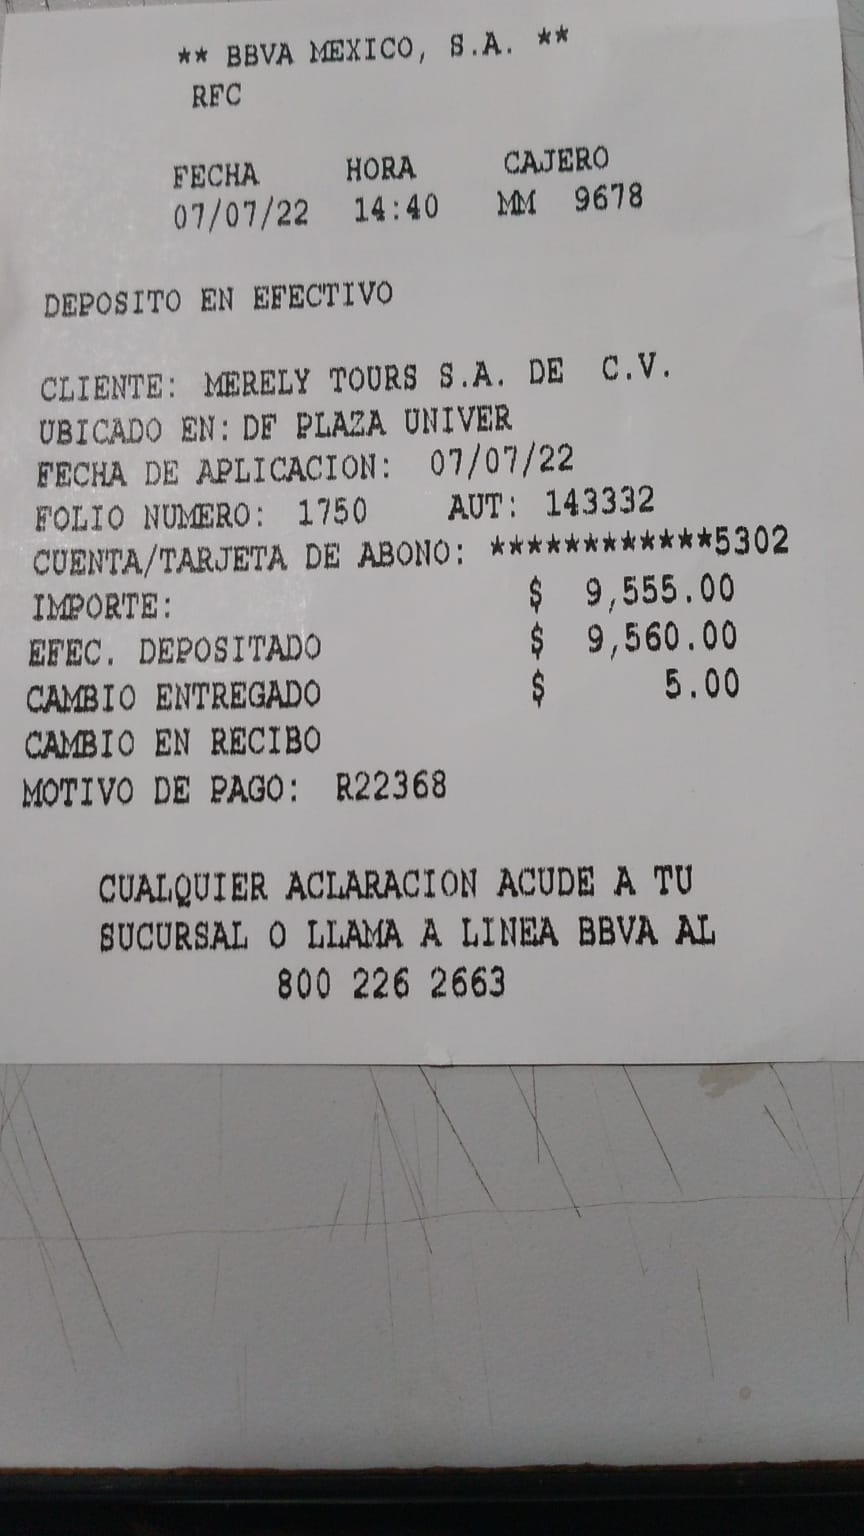 ** BBVA MEXICO, S.A. **
RFC
FECHA HORA CAJERO
07/07/22 14:40 MM 9678
DEPOSITO EN EFECTIVO
CLIENTE: MERELY TOURS S.A. DE C.V.
UBICADO EN: DF PLAZA UNIVER
FECHA DE APLICACION: 07/07/22
FOLIO NUMERO: 1750 AUT: 143332
CUENTA/TARJETA DE ABONO: ************5302
IMPORTE: $ 9,555.00
EFEC. DEPOSITADO $ 9,560.00
CAMBIO ENTREGADO $ 5.00
CAMBIO EN RECIBO
MOTIVO DE PAGO: R22368
CUALQUIER ACLARACION ACUDE A TU
SUCURSAL O LLAMA A LINEA BBVA AL
800 226 2663